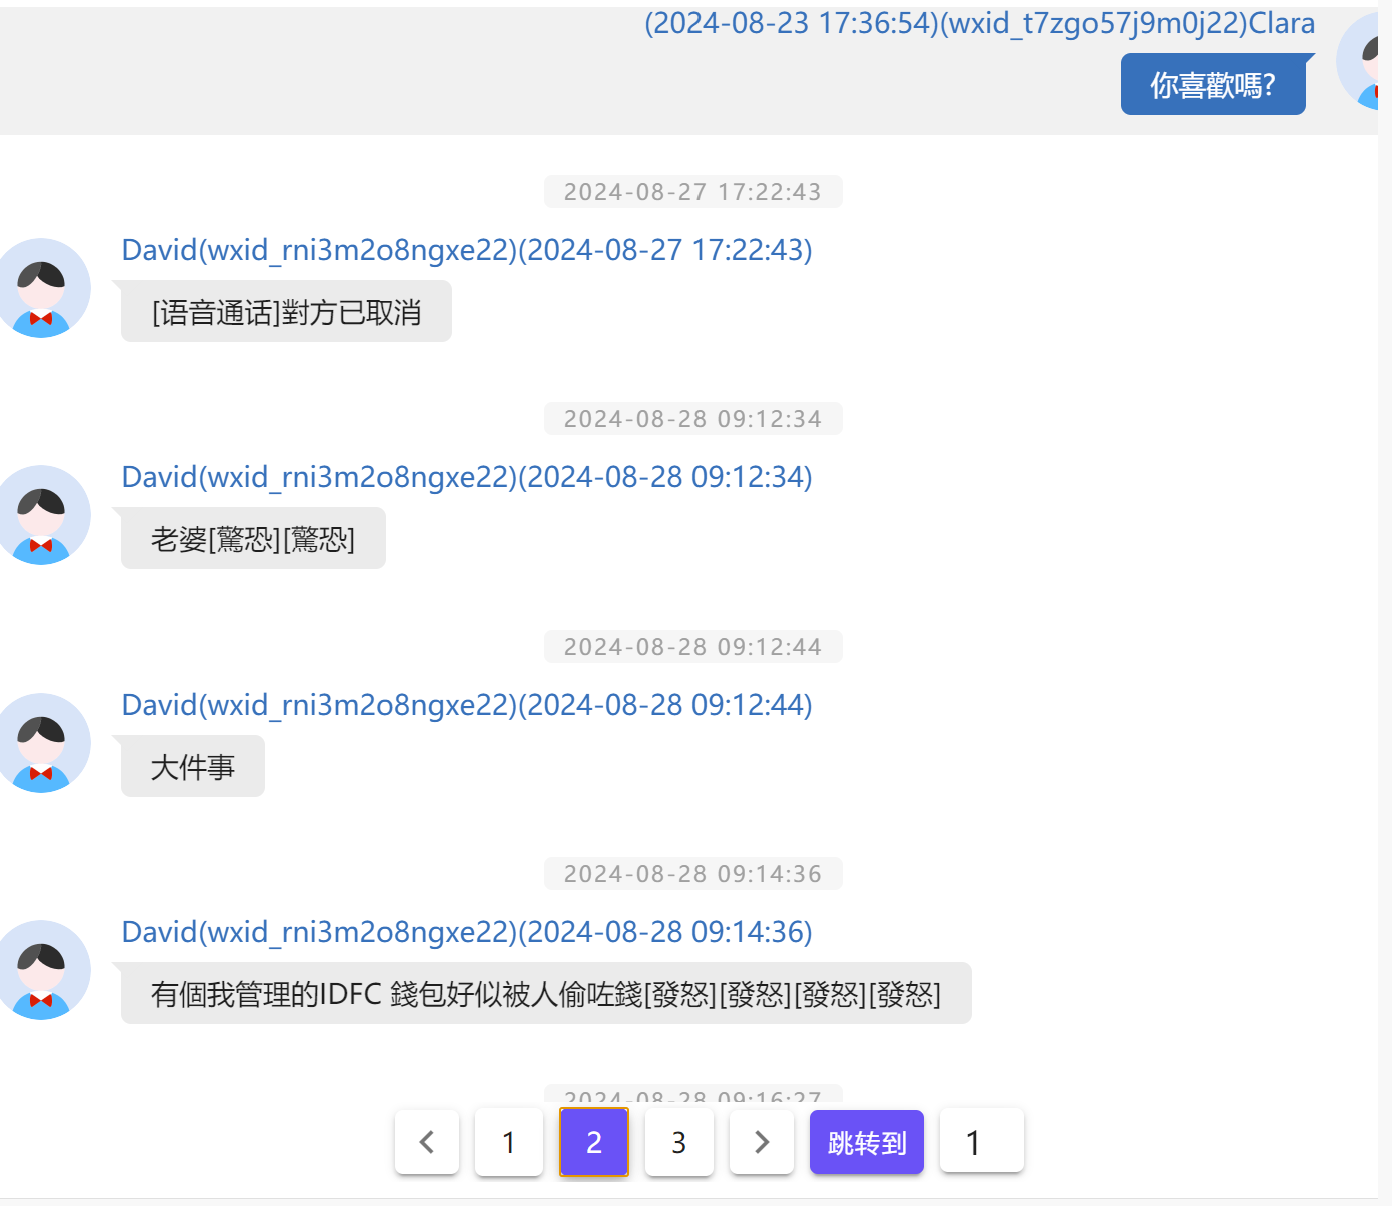 (2024-08-23 17:36:54)(wxid_t7zgo57j9m0j22)Clara
你喜歡嗎?
2024-08-27 17:22:43
David(wxid_rni3m2o8ngxe22)(2024-08-27 17:22:43)
[语音通话]對方已取消
2024-08-28 09:12:34
David(wxid_rni3m2o8ngxe22)(2024-08-28 09:12:34)
老婆[驚恐][驚恐]
2024-08-28 09:12:44
David(wxid_rni3m2o8ngxe22)(2024-08-28 09:12:44)
大件事
2024-08-28 09:14:36
David(wxid_rni3m2o8ngxe22)(2024-08-28 09:14:36)
有個我管理的IDFC 錢包好似被人偷咗錢[發怒][發怒][發怒][發怒]
2024-08-28 09:16:27
1 2 3 跳转到 1